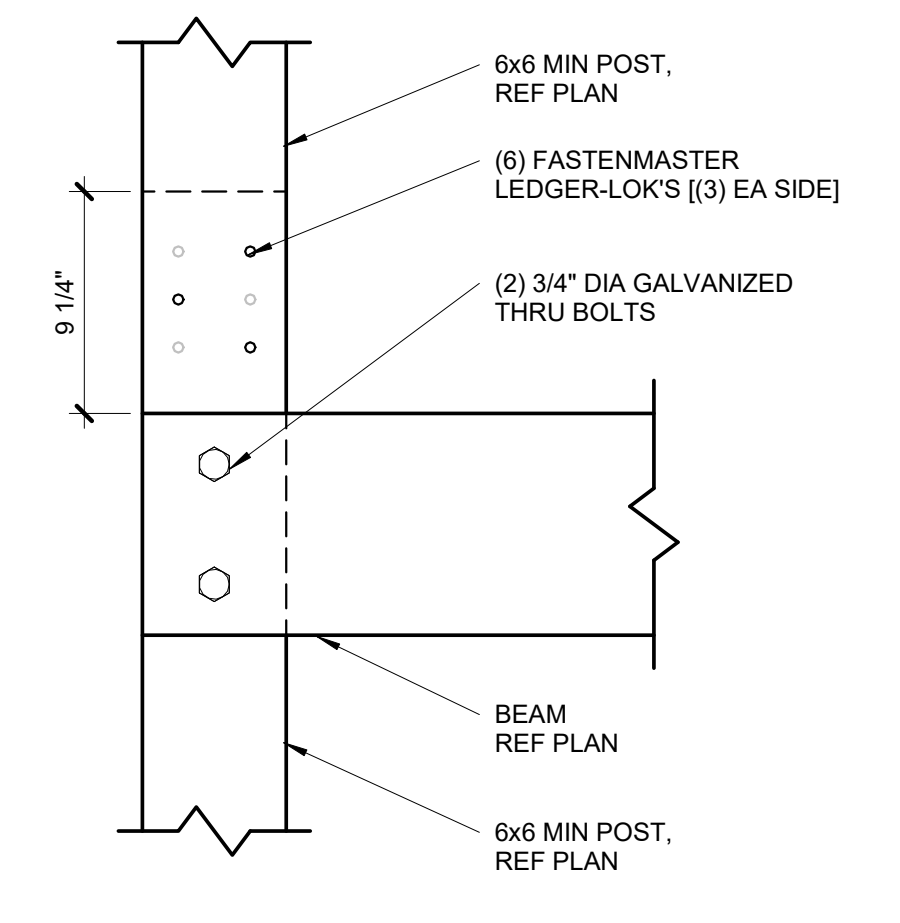 6x6 MIN POST,
REF PLAN
(6) FASTENMASTER
LEDGER-LOK'S [(3) EA SIDE]
9 1/4"
(2) 3/4" DIA GALVANIZED
THRU BOLTS
BEAM
REF PLAN
6x6 MIN POST,
REF PLAN